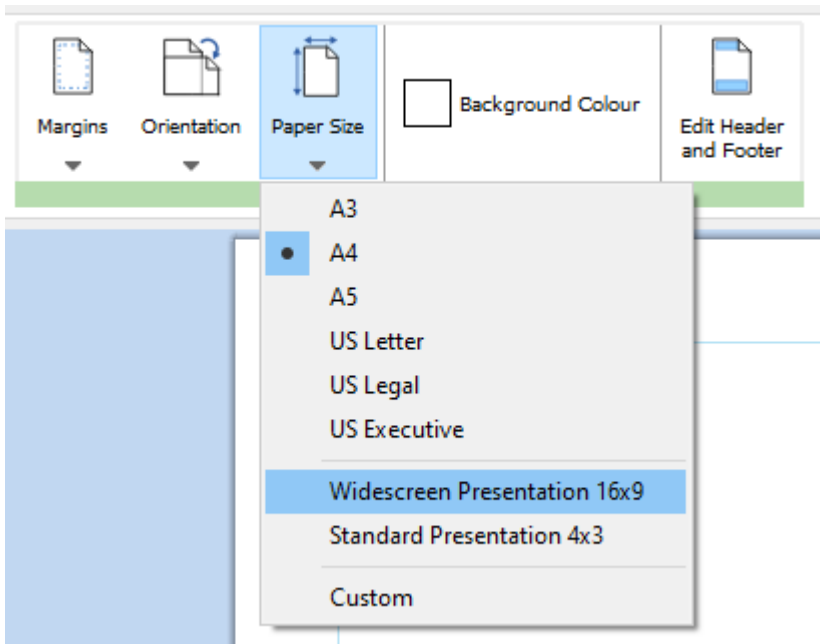 Margins
Orientation
Paper Size
Background Colour
Edit Header
and Footer
A3
A4
A5
US Letter
US Legal
US Executive
Widescreen Presentation 16x9
Standard Presentation 4x3
Custom